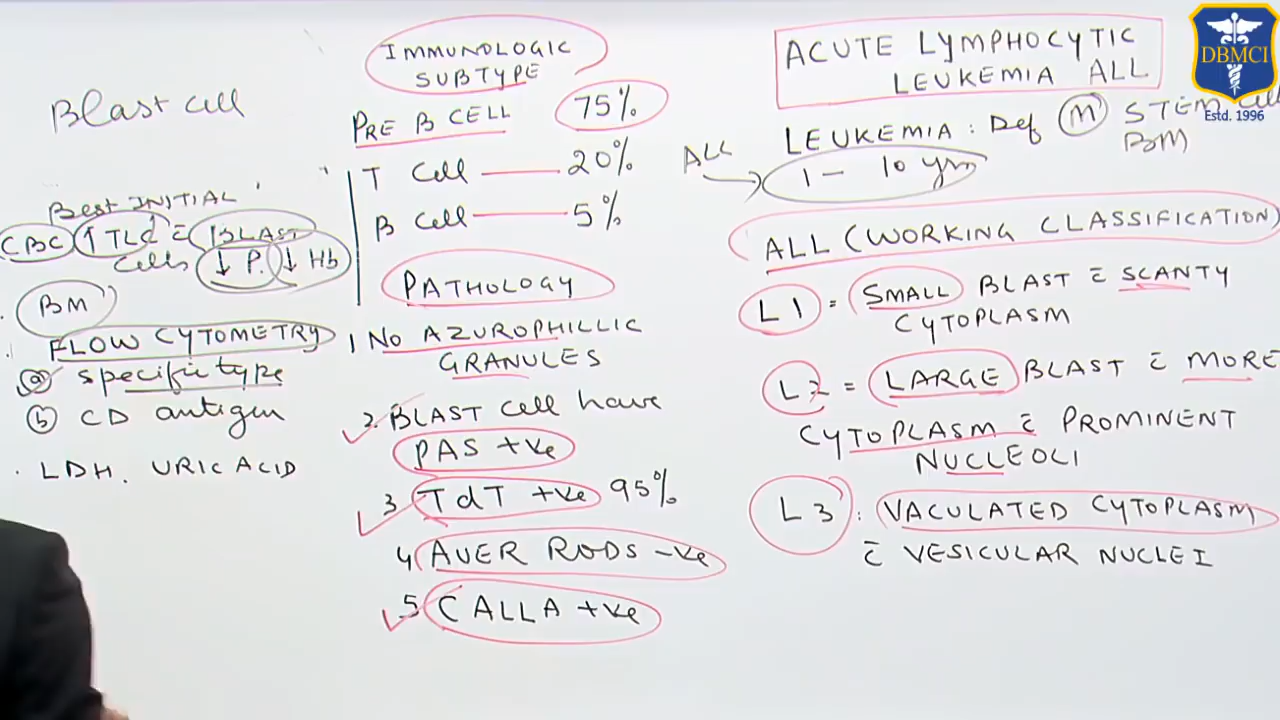 Blast cell
Best INITIAL
CBC ↑ TLC c̄ ↑ BLAST
cells ↓ P. ↓ Hb
BM
FLOW CYTOMETRY
ⓐ specific type
ⓑ CD antigen
. LDH. URIC ACID
IMMUNOLOGIC
SUBTYPE
PRE B CELL 75%
T Cell — 20%
B Cell — 5%
PATHOLOGY
1 NO AZUROPHILLIC
GRANULES
2. BLAST cell have
PAS +ve
3 TdT +ve 95%
4 AUER RODS -ve
5 CALLA +ve
ACUTE LYMPHOCYTIC
LEUKEMIA ALL
LEUKEMIA : Def M STEM cell
BM
ALL → 1 - 10 yrs
ALL (WORKING CLASSIFICATION)
L1 = SMALL BLAST c̄ SCANTY
CYTOPLASM
L2 = LARGE BLAST c̄ MORE
CYTOPLASM c̄ PROMINENT
NUCLEOLI
L3 : VACULATED CYTOPLASM
c̄ VESICULAR NUCLEI
DBMCI
Estd. 1996